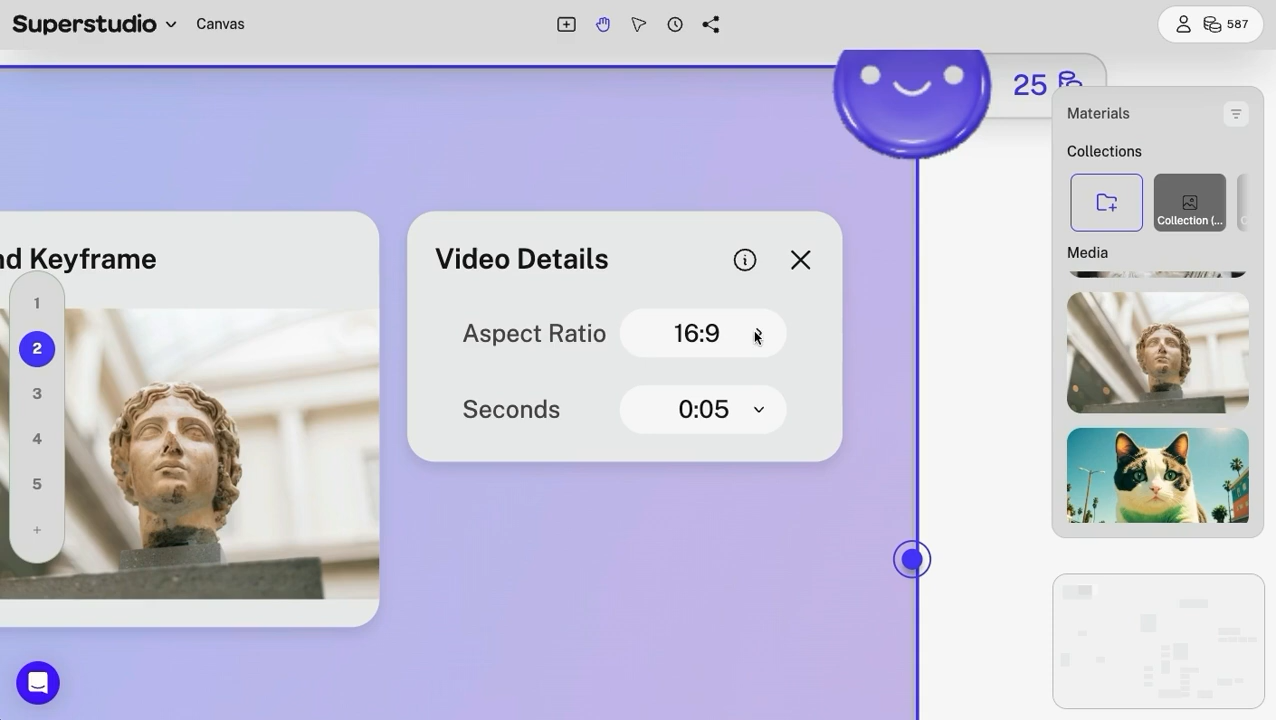 Superstudio
Canvas
587
25
Materials
Collections
Collection (...
Media
nd Keyframe
Video Details
Aspect Ratio 16:9
Seconds 0:05
1
2
3
4
5
+